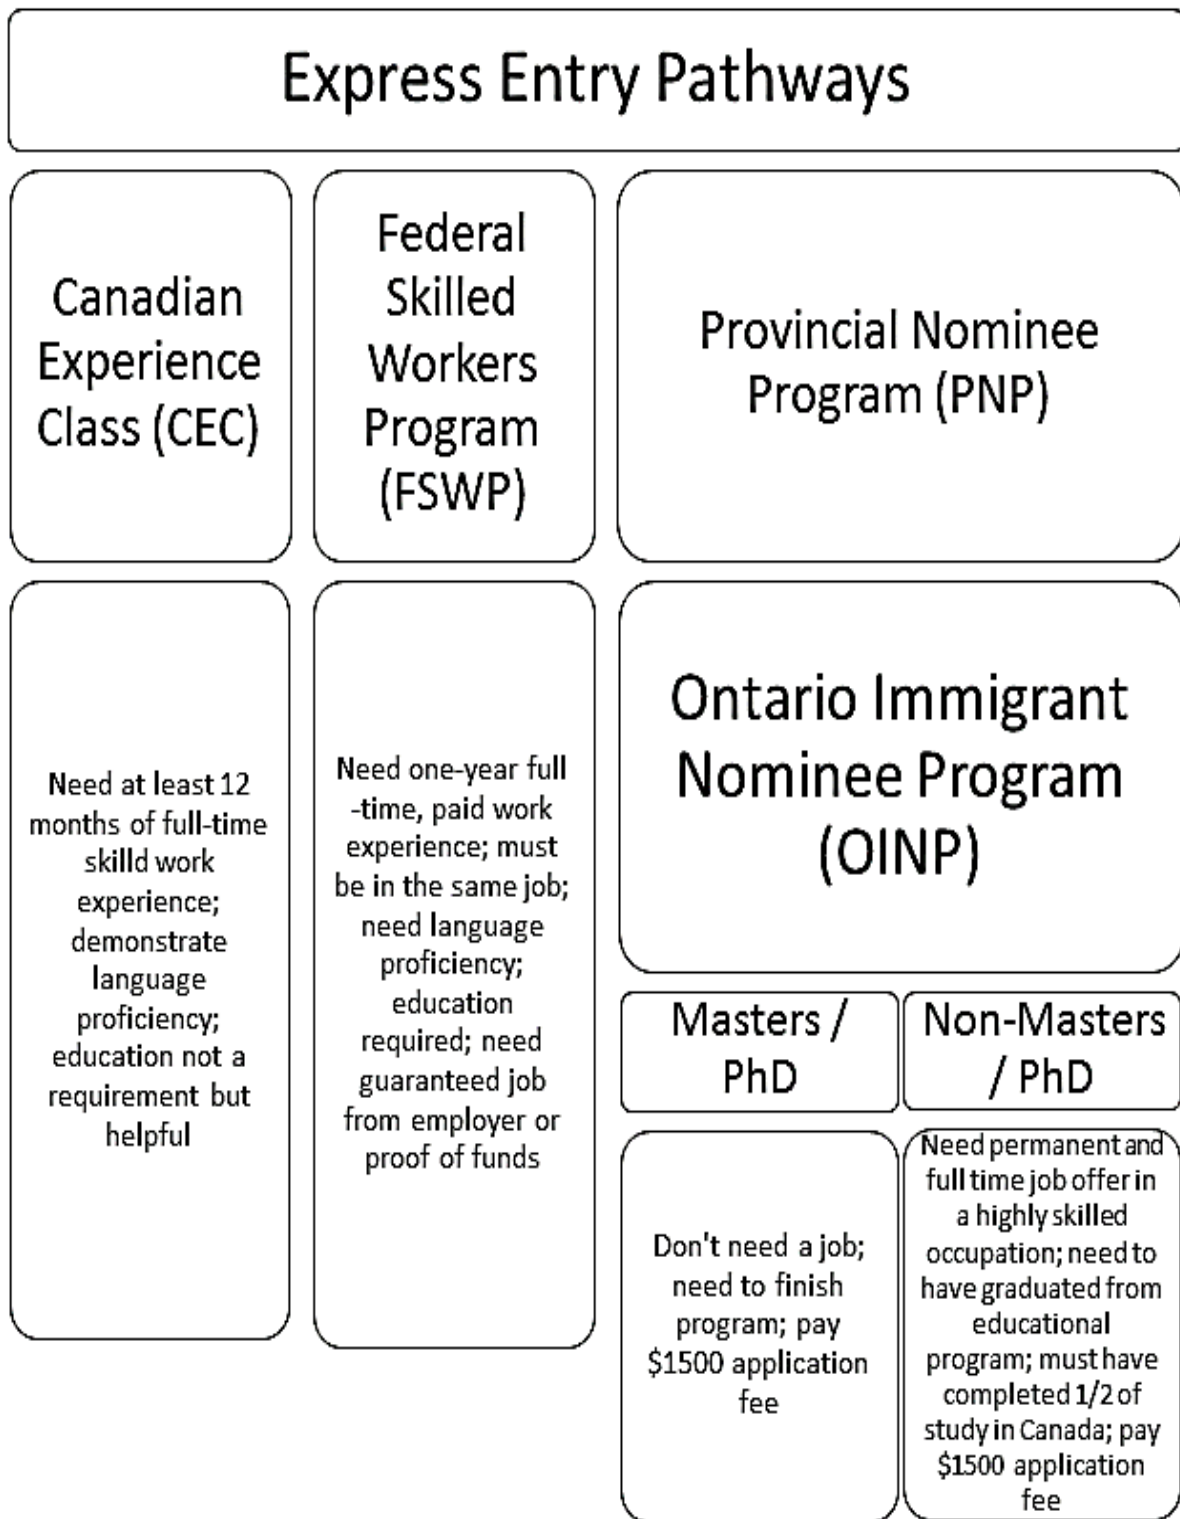 Express Entry Pathways
Canadian
Experience
Class (CEC)
Federal
Skilled
Workers
Program
(FSWP)
Provincial Nominee
Program (PNP)
Need at least 12
months of full-time
skilld work
experience;
demonstrate
language
proficiency;
education not a
requirement but
helpful
Need one-year full
-time, paid work
experience; must
be in the same job;
need language
proficiency;
education
required; need
guaranteed job
from employer or
proof of funds
Ontario Immigrant
Nominee Program
(OINP)
Masters /
PhD
Don't need a job;
need to finish
program; pay
$1500 application
fee
Non-Masters
/ PhD
Need permanent and
full time job offer in
a highly skilled
occupation; need to
have graduated from
educational
program; must have
completed 1/2 of
study in Canada; pay
$1500 application
fee